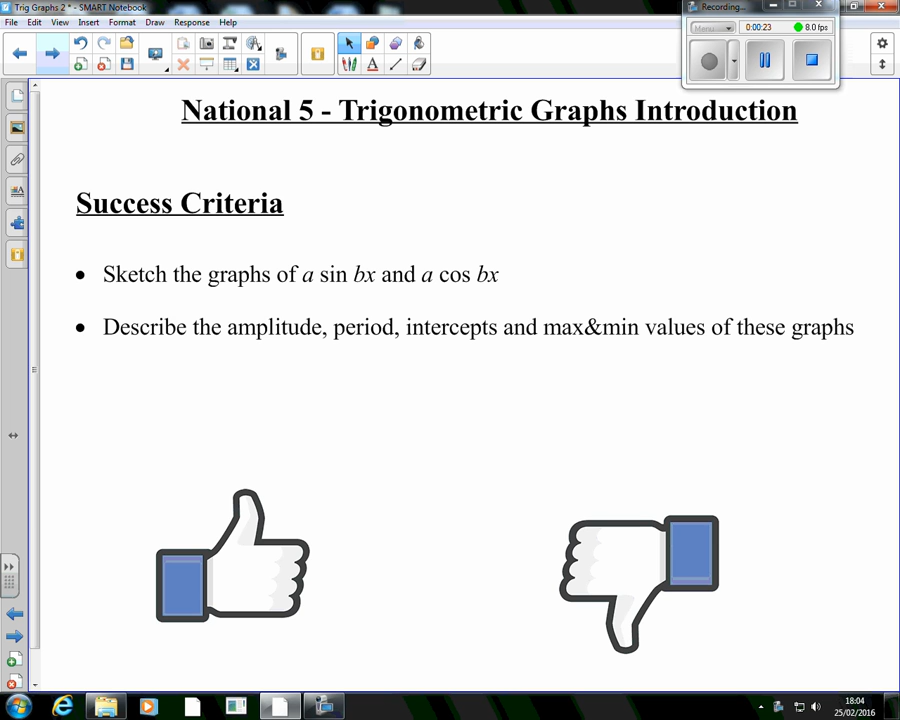 Trig Graphs 2 * - SMART Notebook
Recording...
File Edit View Insert Format Draw Response Help
Menu
0:00:23
8.0 fps
National 5 - Trigonometric Graphs Introduction
Success Criteria
• Sketch the graphs of a sin bx and a cos bx
• Describe the amplitude, period, intercepts and max&min values of these graphs
18:04
25/02/2016